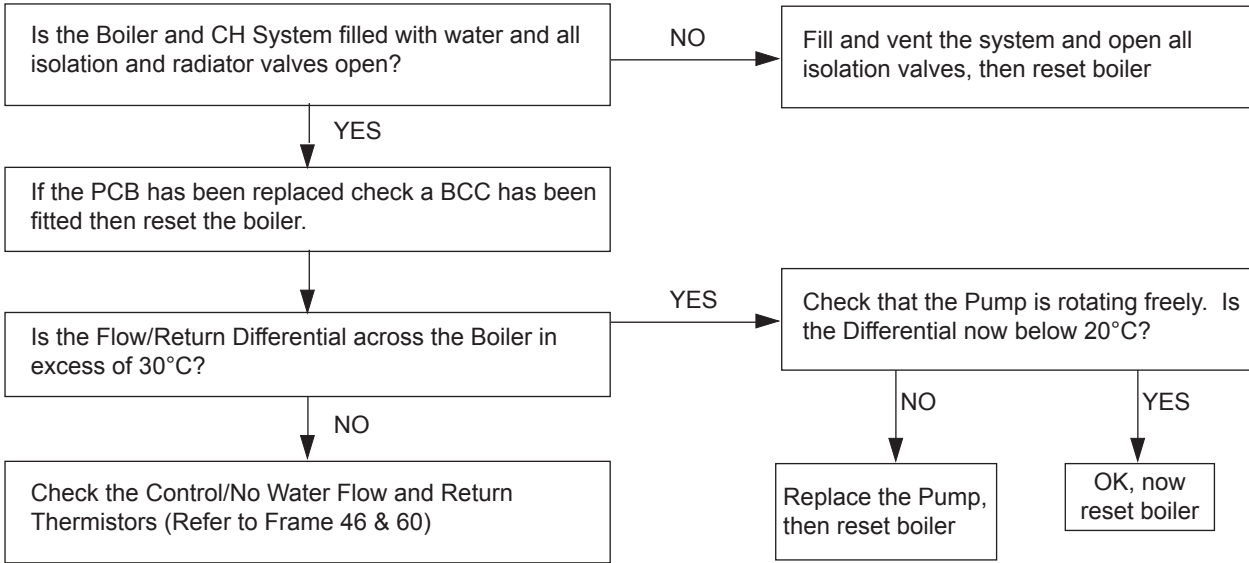 Is the Boiler and CH System filled with water and all
isolation and radiator valves open?
NO
Fill and vent the system and open all
isolation valves, then reset boiler
YES
If the PCB has been replaced check a BCC has been
fitted then reset the boiler.
Is the Flow/Return Differential across the Boiler in
excess of 30°C?
YES
Check that the Pump is rotating freely.  Is
the Differential now below 20°C?
NO
Check the Control/No Water Flow and Return
Thermistors (Refer to Frame 46 & 60)
NO
Replace the Pump,
then reset boiler
YES
OK, now
reset boiler